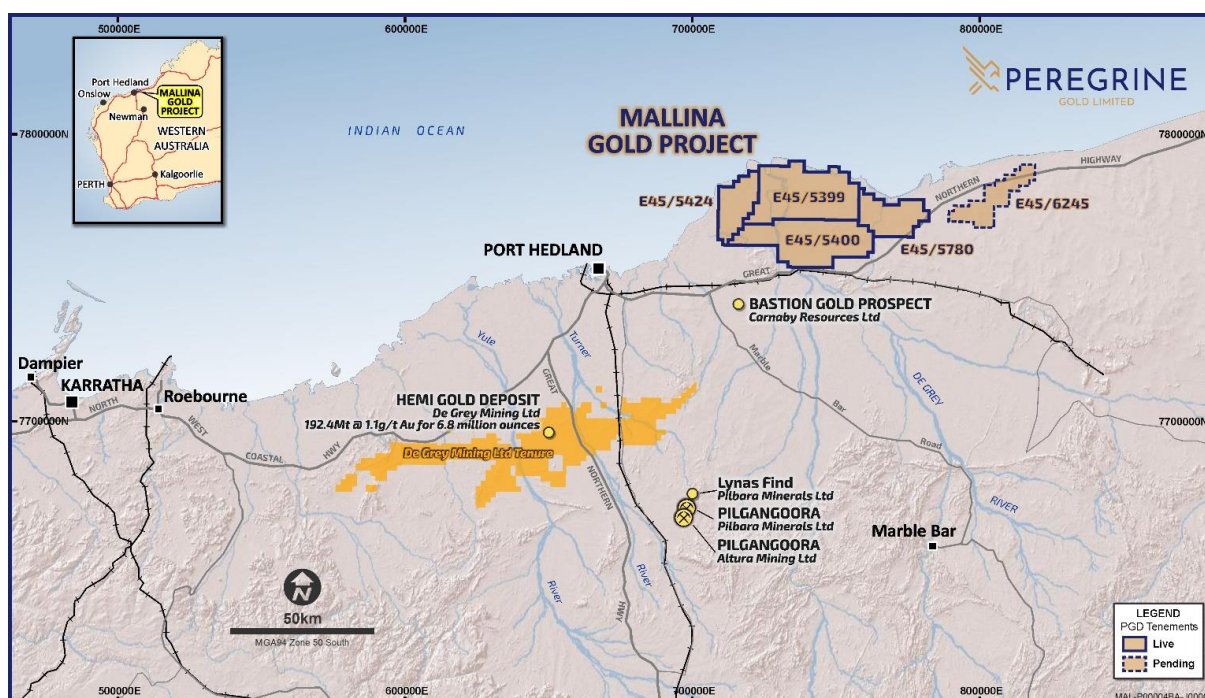 500000E
600000E
700000E
800000E
Port Hedland
Onslow
MALLINA
GOLD
PROJECT
Newman
WESTERN
AUSTRALIA
PERTH
Kalgoorlie
7800000N
INDIAN OCEAN
MALLINA
GOLD PROJECT
PEREGRINE
GOLD LIMITED
7800000N
HIGHWAY
NORTHERN
E45/5424
E45/5399
E45/6245
E45/5400
E45/5780
PORT HEDLAND
GREAT
BASTION GOLD PROSPECT
Carnaby Resources Ltd
Yule
Turner
Marble
Bar
Road
DE GREY
RIVER
Dampier
KARRATHA
Roebourne
NORTH
WEST
COASTAL
HWY
GREAT
NORTHERN
HWY
HEMI GOLD DEPOSIT
De Grey Mining Ltd
192.4Mt @ 1.1g/t Au for 6.8 million ounces
7700000N
7700000N
De Grey Mining Ltd Tenure
Lynas Find
Pilbara Minerals Ltd
PILGANGOORA
Pilbara Minerals Ltd
PILGANGOORA
Altura Mining Ltd
Marble Bar
River
River
N
50km
MGA94 Zone 50 South
LEGEND
PGD Tenements
Live
Pending
500000E
600000E
700000E
800000E